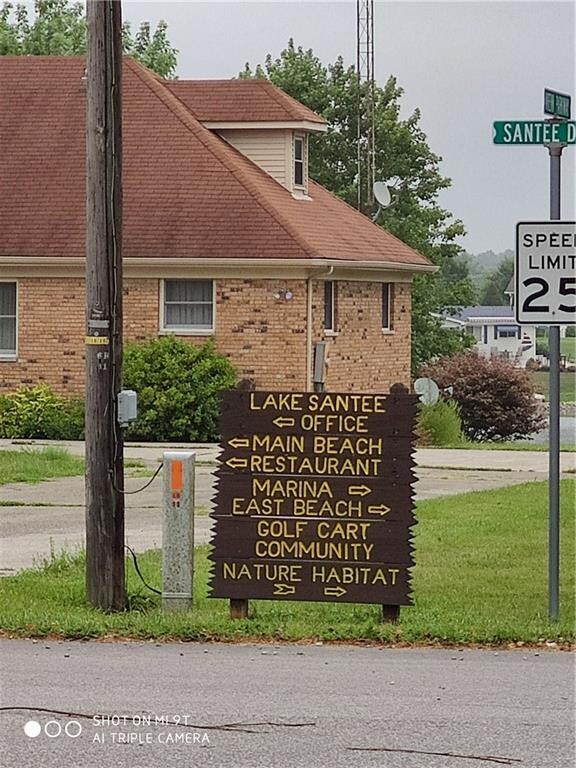 SANTEE D
SPEE
LIMIT
25
LAKE SANTEE
← OFFICE
← MAIN BEACH
← RESTAURANT
MARINA →
EAST BEACH →
GOLF CART
COMMUNITY
NATURE HABITAT
SHOT ON MI 9T
AI TRIPLE CAMERA